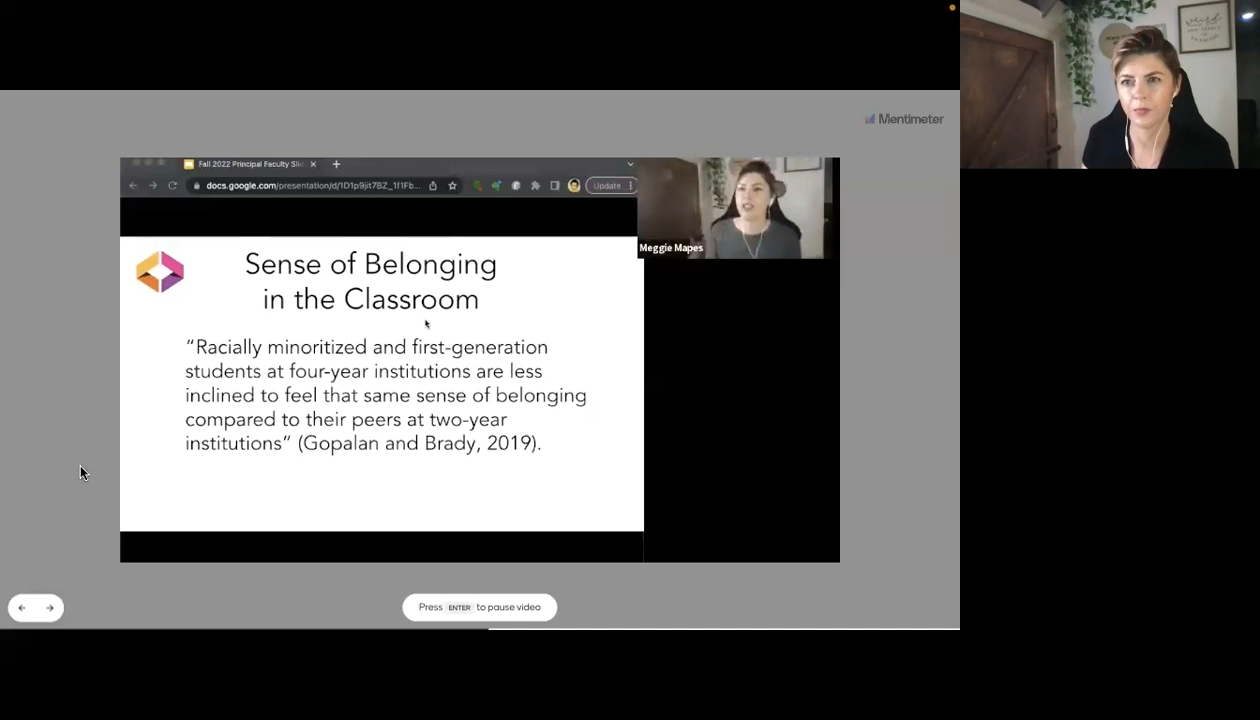 Mentimeter
Fall 2022 Principal Faculty Slid
docs.google.com/presentation/d/1D1p9jit7BZ_1f1Fb...
Update
Meggie Mapes
Sense of Belonging
in the Classroom
“Racially minoritized and first-generation
students at four-year institutions are less
inclined to feel that same sense of belonging
compared to their peers at two-year
institutions” (Gopalan and Brady, 2019).
Press ENTER to pause video